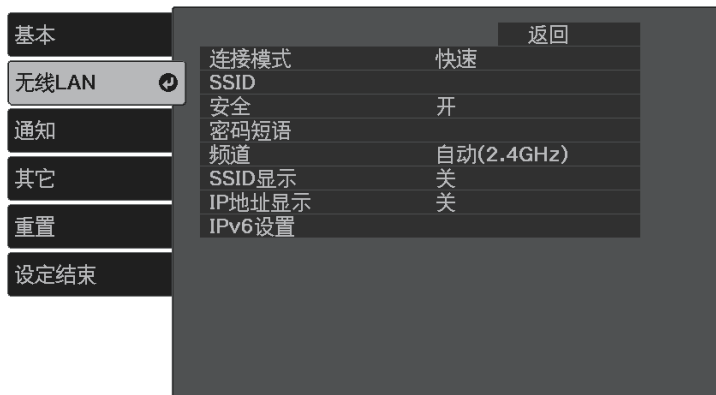 基本
无线LAN
通知
其它
重置
设定结束
返回
连接模式 快速
SSID
安全 开
密码短语
频道 自动(2.4GHz)
SSID显示 关
IP地址显示 关
IPv6设置